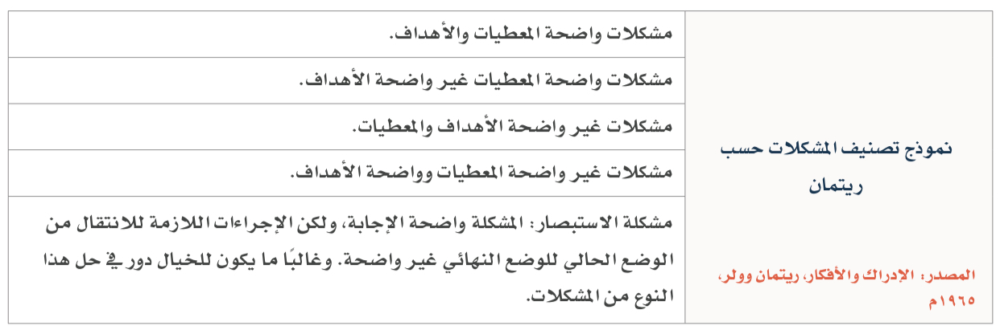 نموذج تصنيف المشكلات حسب
ريتمان
المصدر: الإدراك والأفكار، ريتمان وولر،
١٩٦٥م
مشكلات واضحة المعطيات والأهداف.
مشكلات واضحة المعطيات غير واضحة الأهداف.
مشكلات غير واضحة الأهداف والمعطيات.
مشكلات غير واضحة المعطيات وواضحة الأهداف.
مشكلة الاستبصار: المشكلة واضحة الإجابة، ولكن الإجراءات اللازمة للانتقال من
الوضع الحالي للوضع النهائي غير واضحة. وغالبًا ما يكون للخيال دور في حل هذا
النوع من المشكلات.